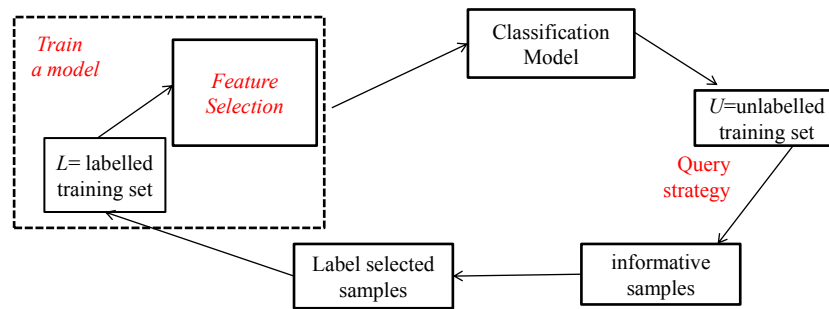 Train
a model
Feature
Selection
L= labelled
training set
Classification
Model
U=unlabelled
training set
Query
strategy
informative
samples
Label selected
samples